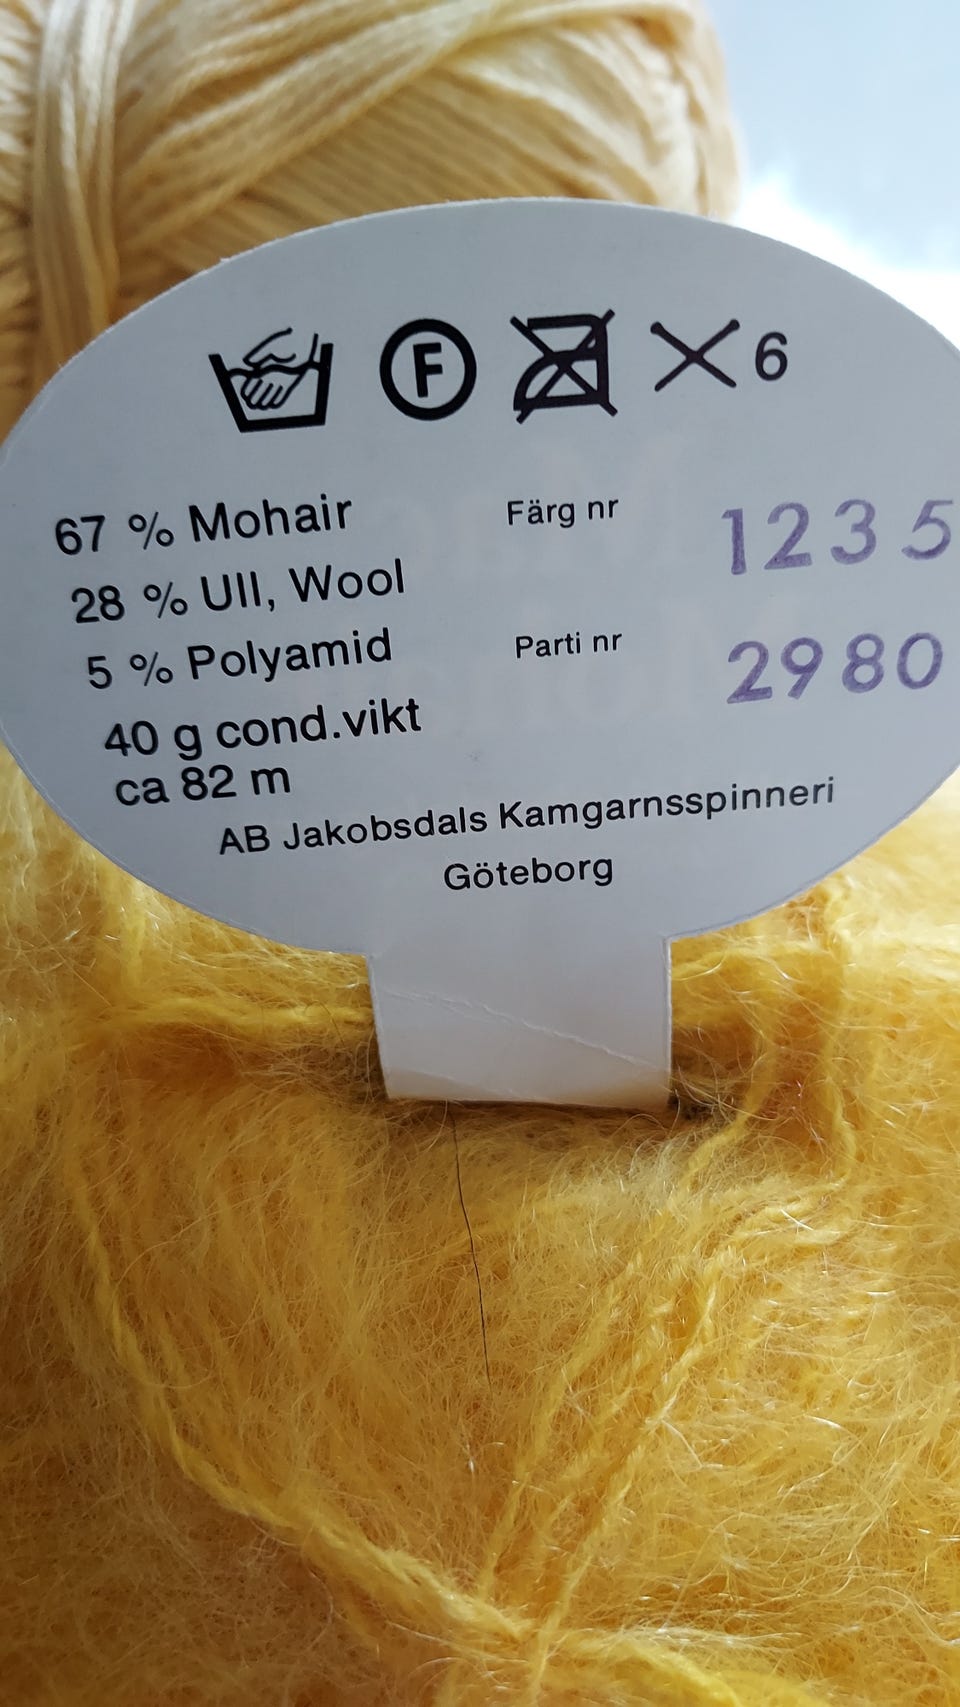 F 6
67 % Mohair
28 % Ull, Wool
5 % Polyamid
40 g cond.vikt
ca 82 m
Färg nr 1235
Parti nr 2980
AB Jakobsdals Kamgarnsspinneri
Göteborg